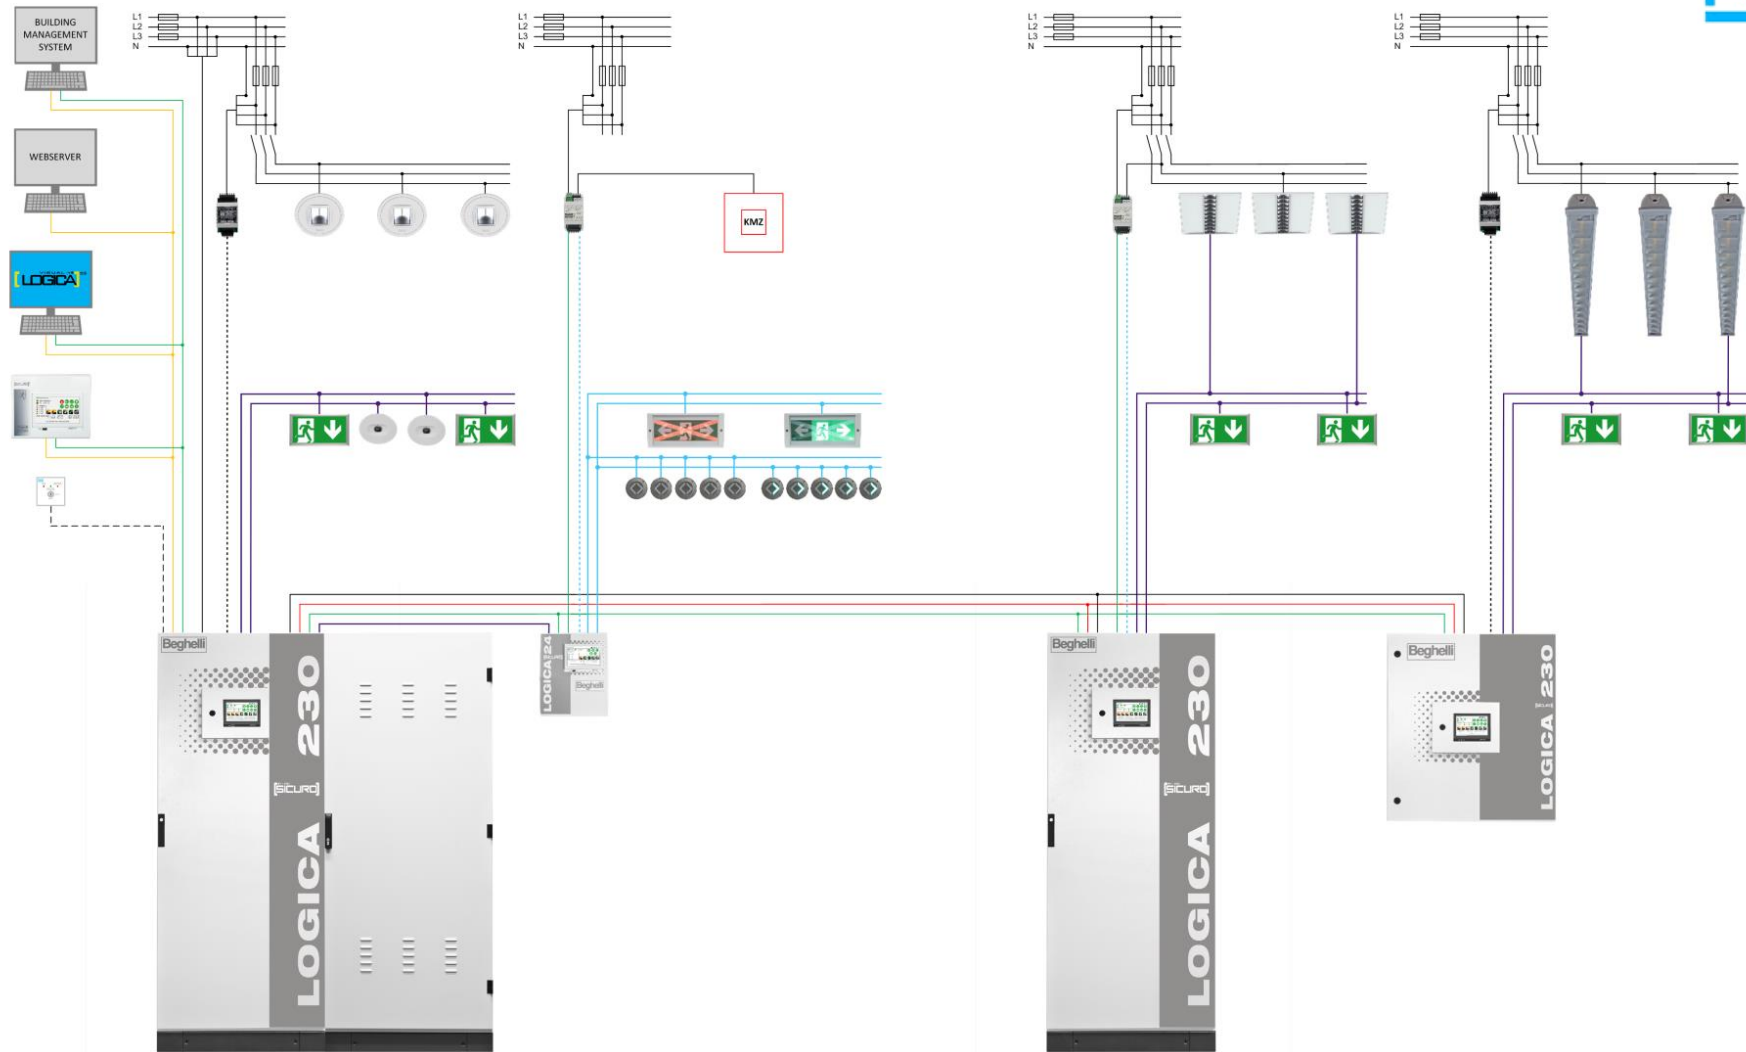 BUILDING
MANAGEMENT
SYSTEM
L1
L2
L3
N
L1
L2
L3
N
L1
L2
L3
N
L1
L2
L3
N
WEBSERVER
[LOGICA]
KMZ
Beghelli
LOGICA 230
[SICURO]
LOGICA 24
Beghelli
Beghelli
LOGICA 230
[SICURO]
Beghelli
LOGICA 230